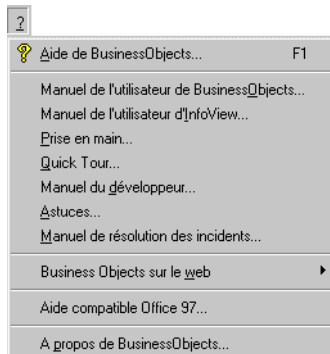 ?
Aide de BusinessObjects... F1
Manuel de l'utilisateur de BusinessObjects...
Manuel de l'utilisateur d'InfoView...
Prise en main...
Quick Tour...
Manuel du développeur...
Astuces...
Manuel de résolution des incidents...
Business Objects sur le web
Aide compatible Office 97...
A propos de BusinessObjects...